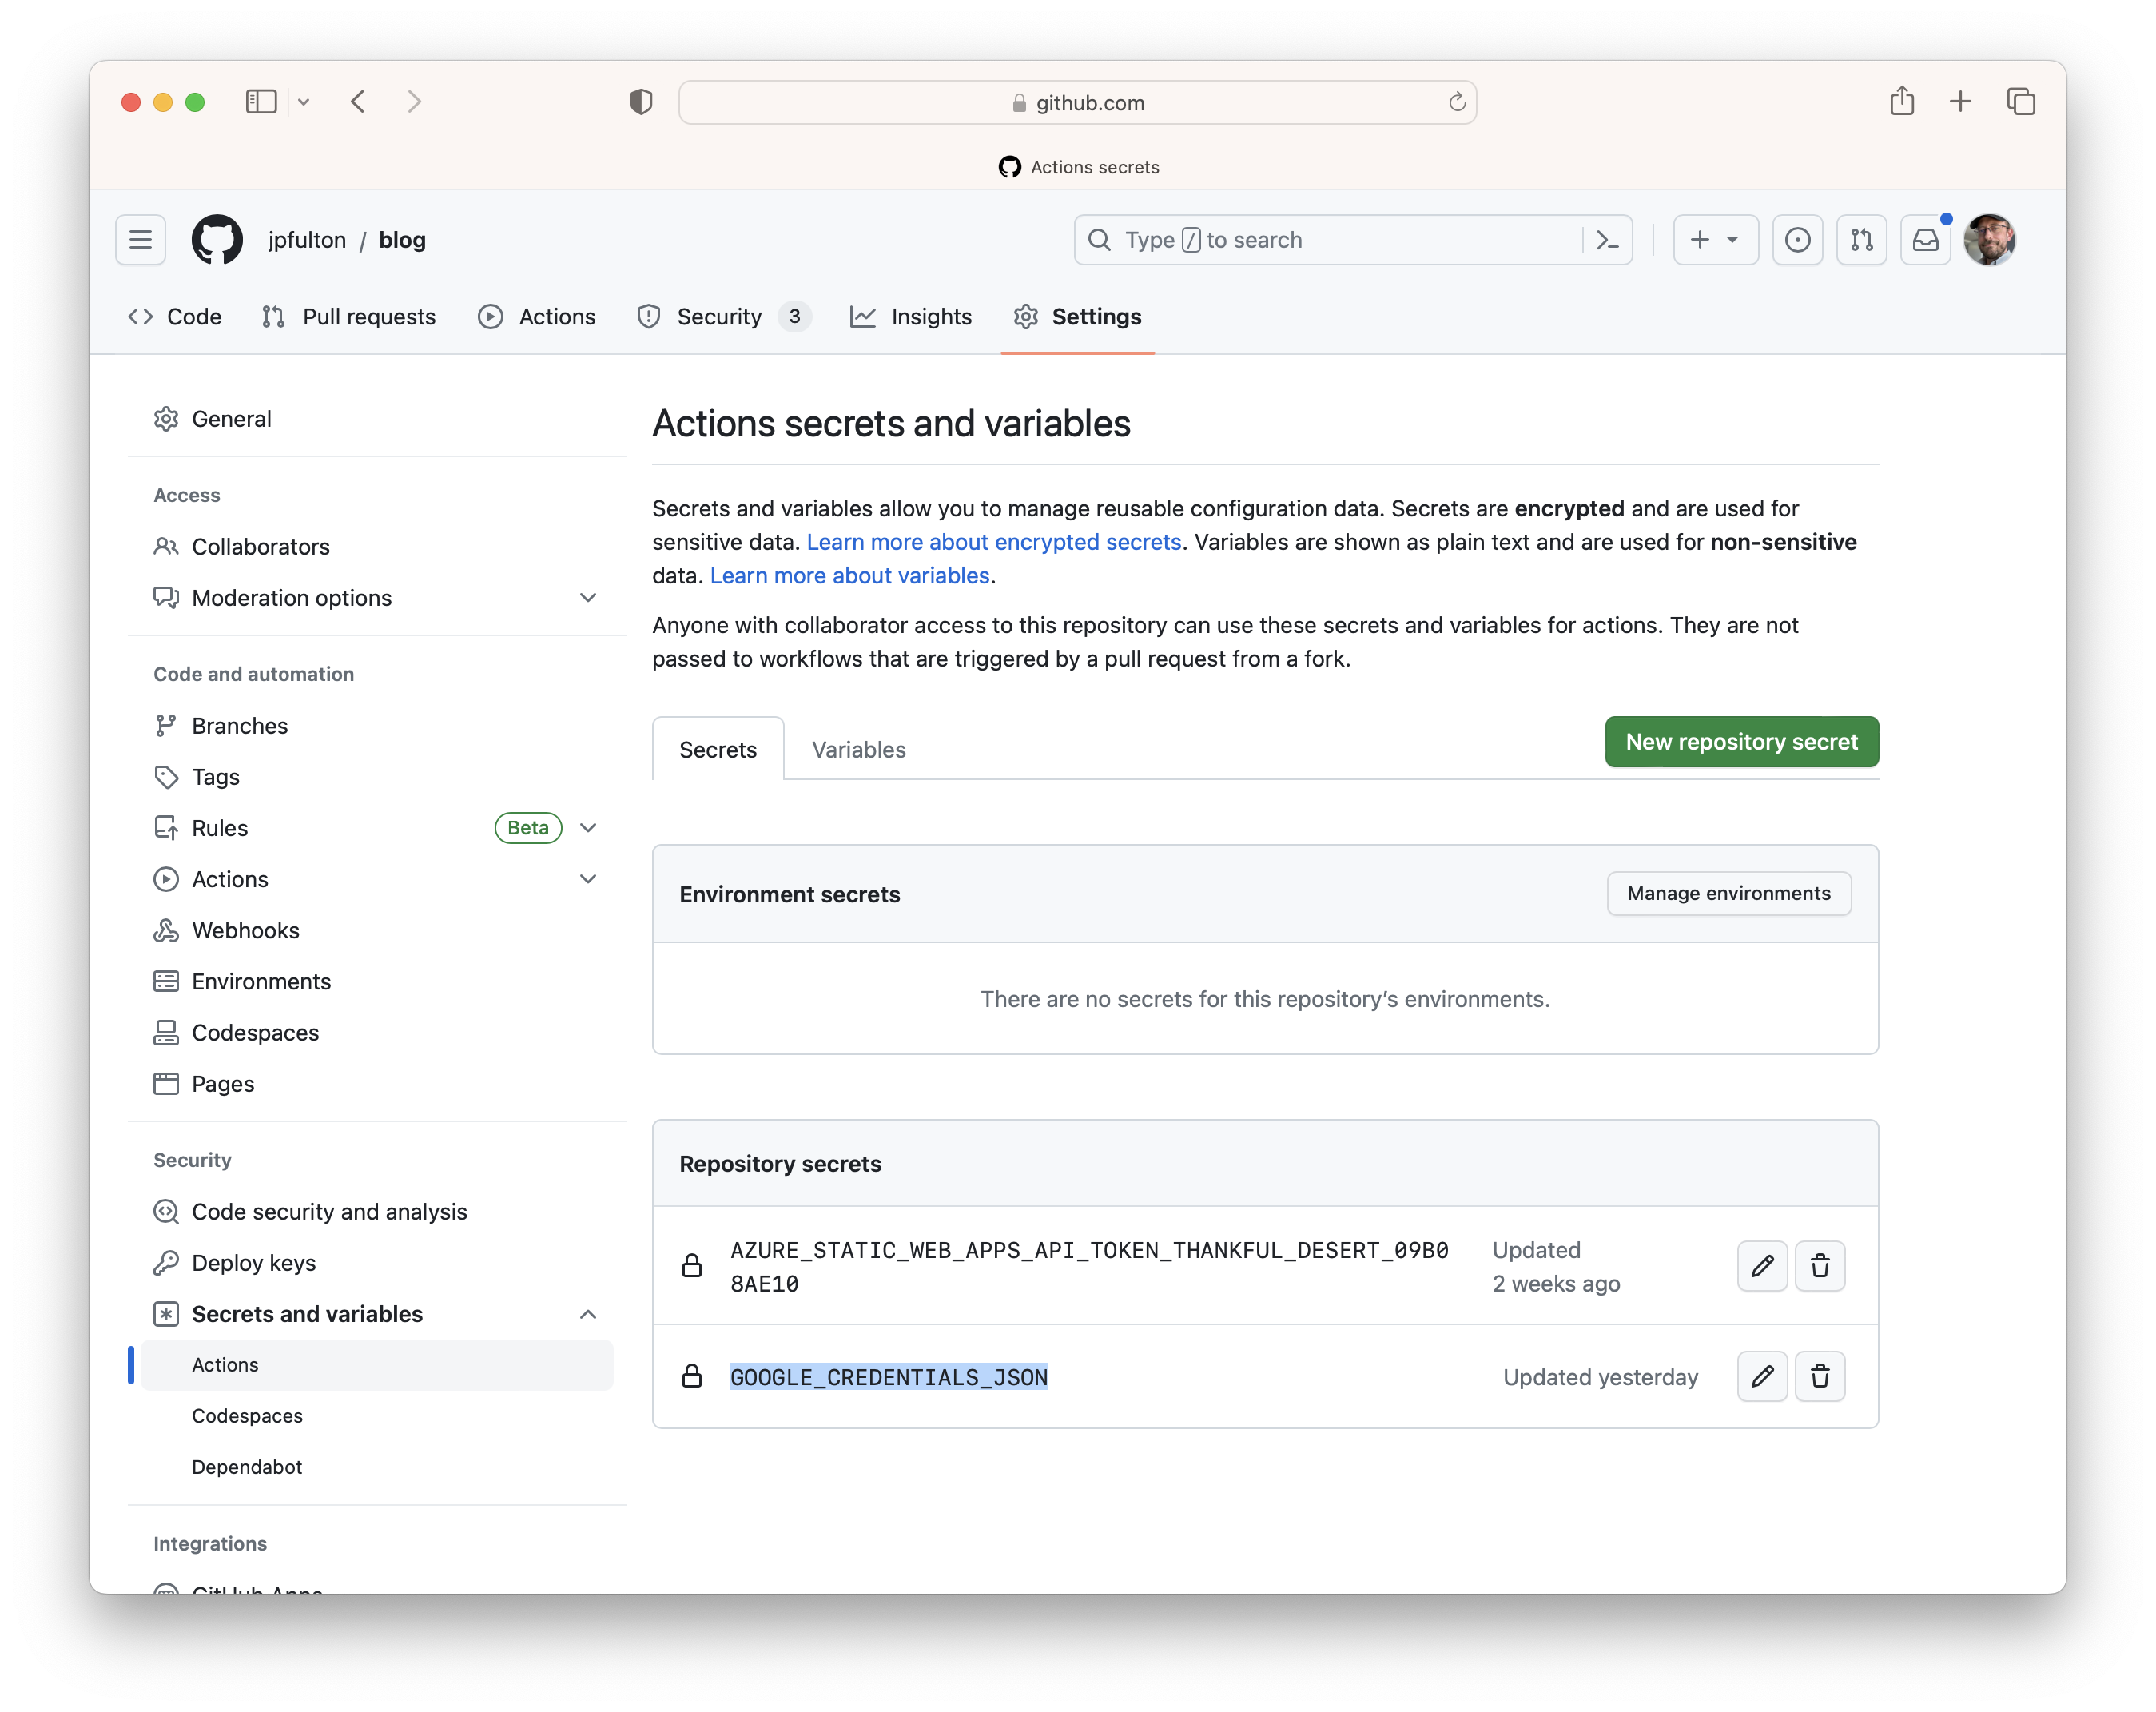 github.com
Actions secrets
jpfulton / blog
Type / to search
Code
Pull requests
Actions
Security 3
Insights
Settings
General
Access
Collaborators
Moderation options
Code and automation
Branches
Tags
Rules Beta
Actions
Webhooks
Environments
Codespaces
Pages
Security
Code security and analysis
Deploy keys
Secrets and variables
Actions
Codespaces
Dependabot
Integrations
GitHub Apps
Actions secrets and variables
Secrets and variables allow you to manage reusable configuration data. Secrets are encrypted and are used for
sensitive data. Learn more about encrypted secrets. Variables are shown as plain text and are used for non-sensitive
data. Learn more about variables.
Anyone with collaborator access to this repository can use these secrets and variables for actions. They are not
passed to workflows that are triggered by a pull request from a fork.
Secrets
Variables
New repository secret
Environment secrets
Manage environments
There are no secrets for this repository’s environments.
Repository secrets
AZURE_STATIC_WEB_APPS_API_TOKEN_THANKFUL_DESERT_09B0
8AE10
Updated
2 weeks ago
GOOGLE_CREDENTIALS_JSON
Updated yesterday